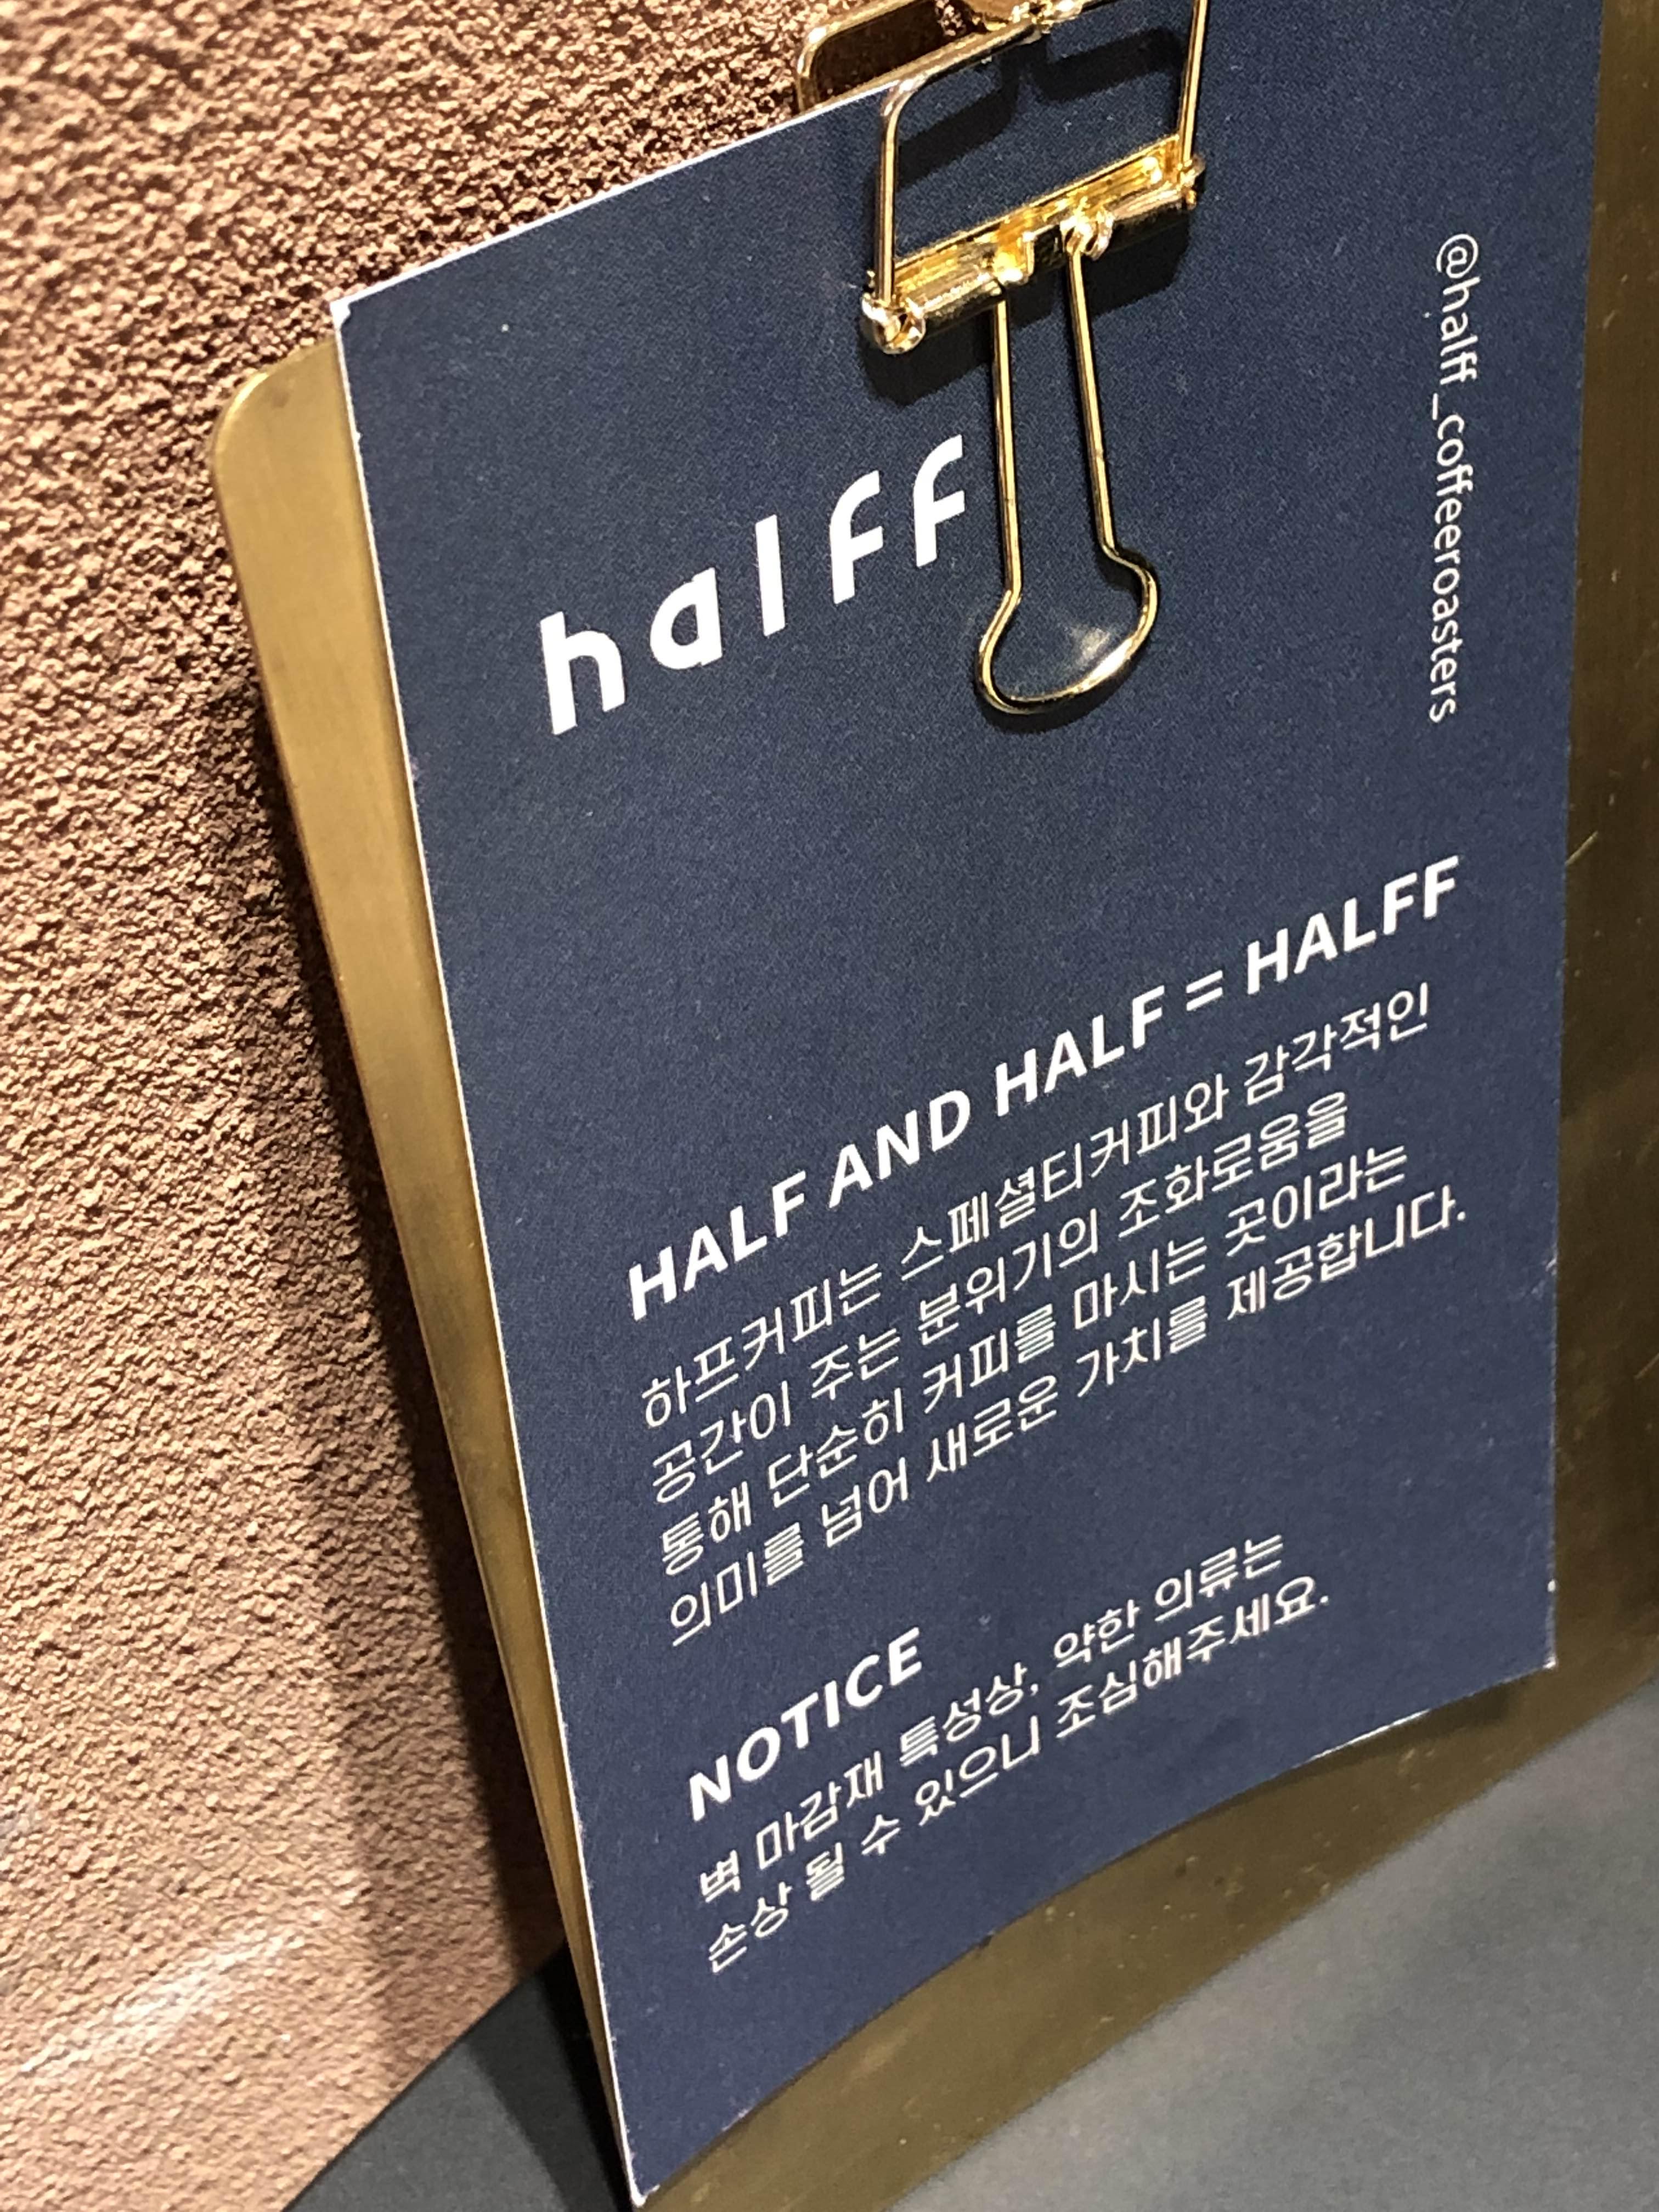 halff
@halff_coffeeroasters
HALF AND HALF = HALFF
하프커피는 스페셜티커피와 감각적인
공간이 주는 분위기의 조화로움을
통해 단순히 커피를 마시는 곳이라는
의미를 넘어 새로운 가치를 제공합니다.
NOTICE
벽 마감재 특성상, 약한 의류는
손상 될 수 있으니 조심해주세요.